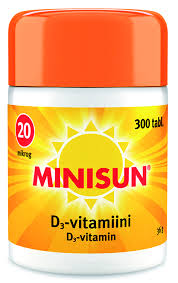 300 tabl.
20
mikrog
MINISUN®
D₃-vitamiini
D₃-vitamin
36 g